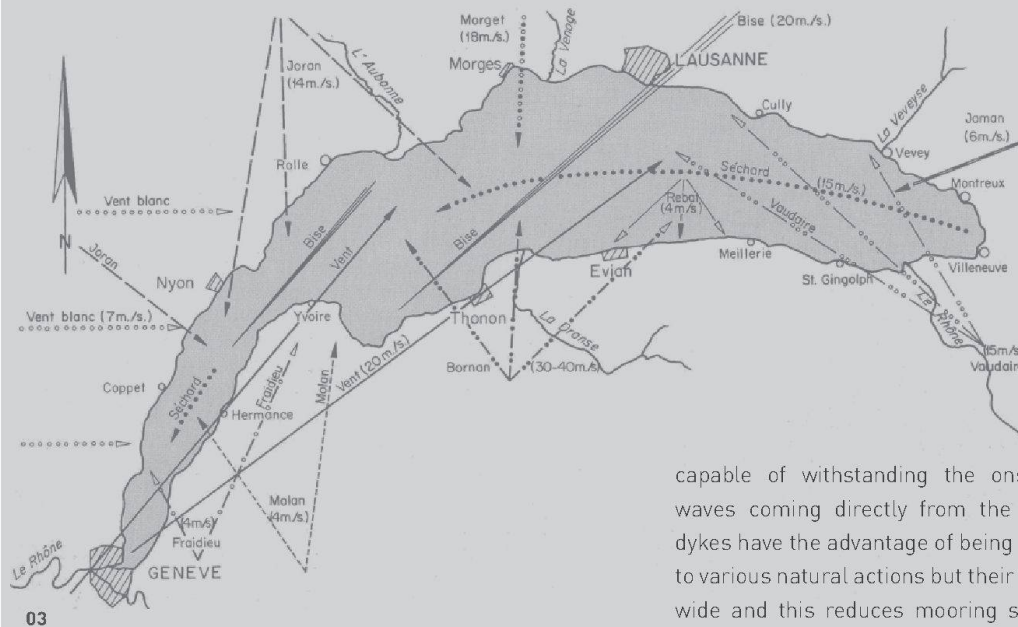 Morget
(18m./s.)
La Venoge
Bise (20m./s.)
L'Aubonne
Joran
(14m./s.)
Morges
LAUSANNE
Cully
La Veveyse
Jaman
(6m./s.)
Rolle
Vevey
Montreux
Séchard
(15m./s.)
Vent blanc
Rebat
(4m/s)
Vaudaire
N
Joran
Bise
Vent
Bise
Meillerie
Villeneuve
Nyon
Evian
St. Gingolph
Le Rhône
Vent blanc (7m./s.)
Yvoire
Thonon
La Dranse
Vent (20m./s.)
(15m/s
Vaudair
Bornan
(30-40m/s)
Coppet
Séchard
Fraidieu
Molan
Hermance
Molan
(4m/s.)
(4m/s)
Fraidieu
Le Rhône
GENEVE
03
capable of withstanding the ons
waves coming directly from the
dykes have the advantage of being
to various natural actions but their
wide and this reduces mooring s